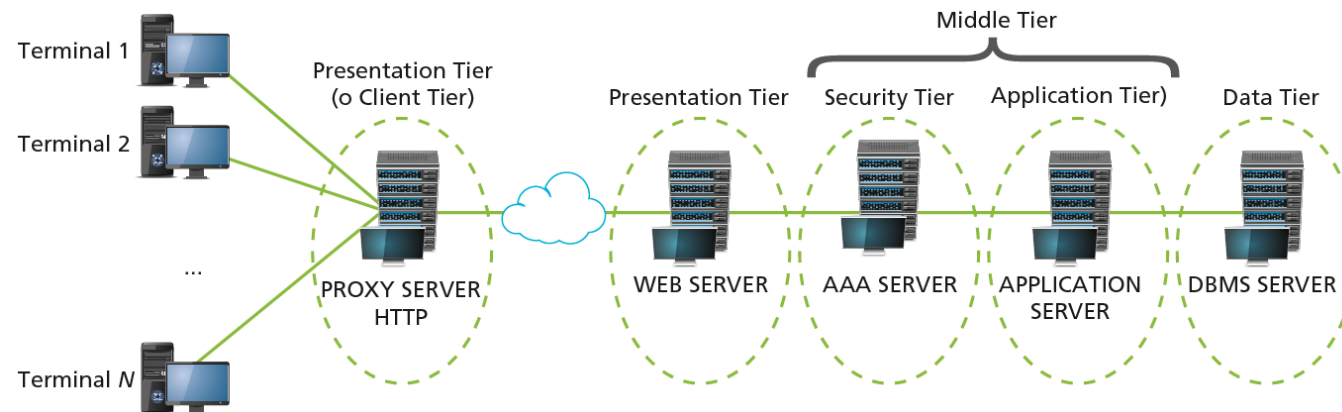 Middle Tier
Terminal 1
Presentation Tier
(o Client Tier)
Presentation Tier
Security Tier
Application Tier)
Data Tier
Terminal 2
...
PROXY SERVER
HTTP
WEB SERVER
AAA SERVER
APPLICATION
SERVER
DBMS SERVER
Terminal N